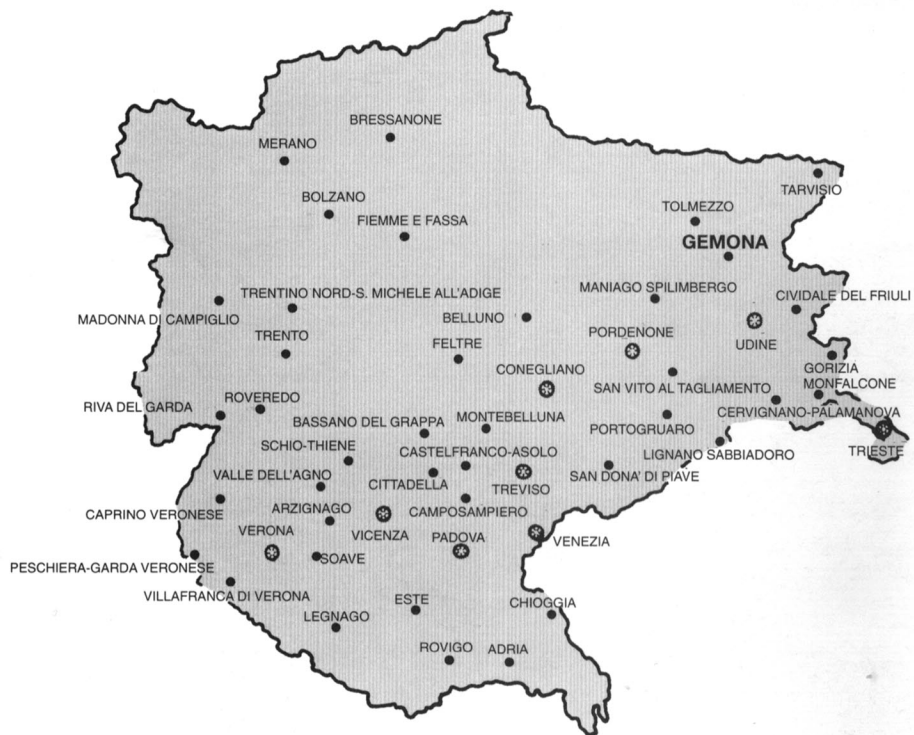 BRESSANONE
MERANO
TARVISIO
BOLZANO
TOLMEZZO
FIEMME E FASSA
GEMONA
TRENTINO NORD-S. MICHELE ALL'ADIGE
MANIAGO SPILIMBERGO
CIVIDALE DEL FRIULI
MADONNA DI CAMPIGLIO
BELLUNO
PORDENONE
TRENTO
UDINE
FELTRE
CONEGLIANO
GORIZIA
SAN VITO AL TAGLIAMENTO
MONFALCONE
ROVEREDO
RIVA DEL GARDA
CERVIGNANO-PALAMANOVA
BASSANO DEL GRAPPA
MONTEBELLUNA
PORTOGRUARO
SCHIO-THIENE
CASTELFRANCO-ASOLO
LIGNANO SABBIADORO
TRIESTE
VALLE DELL'AGNO
CITTADELLA
TREVISO
SAN DONA' DI PIAVE
CAPRINO VERONESE
ARZIGNAGO
CAMPOSAMPIERO
VERONA
VICENZA
PADOVA
VENEZIA
SOAVE
PESCHIERA-GARDA VERONESE
VILLAFRANCA DI VERONA
ESTE
CHIOGGIA
LEGNAGO
ROVIGO
ADRIA